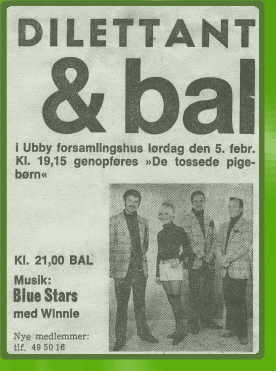 DILETTANT
& bal
i Ubby forsamlingshus lørdag den 5. febr.
Kl. 19,15 genopføres »De tossede pige-
børn«
Kl. 21,00 BAL
Musik:
Blue Stars
med Winnie
Nye medlemmer:
tlf. 49 50 16